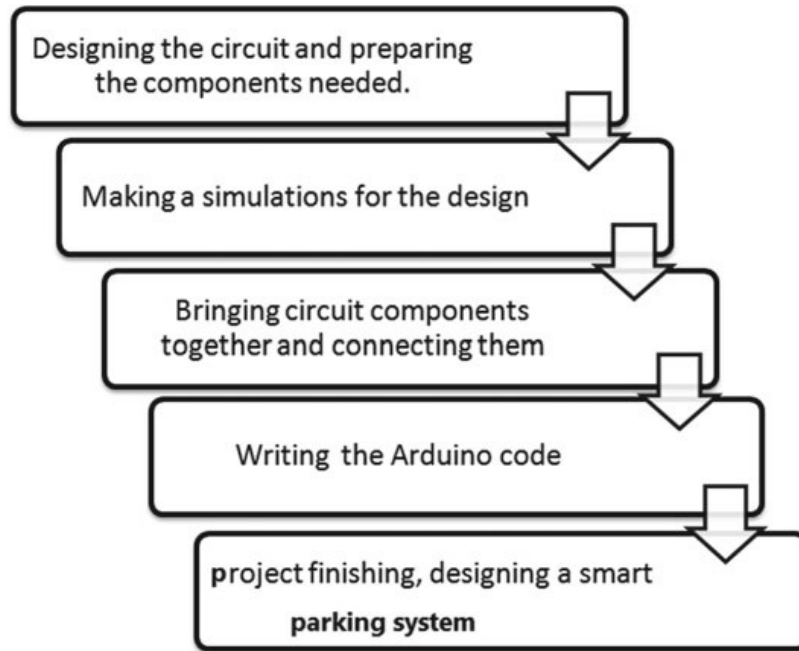 Designing the circuit and preparing
the components needed.
Making a simulations for the design
Bringing circuit components
together and connecting them
Writing the Arduino code
project finishing, designing a smart
parking system